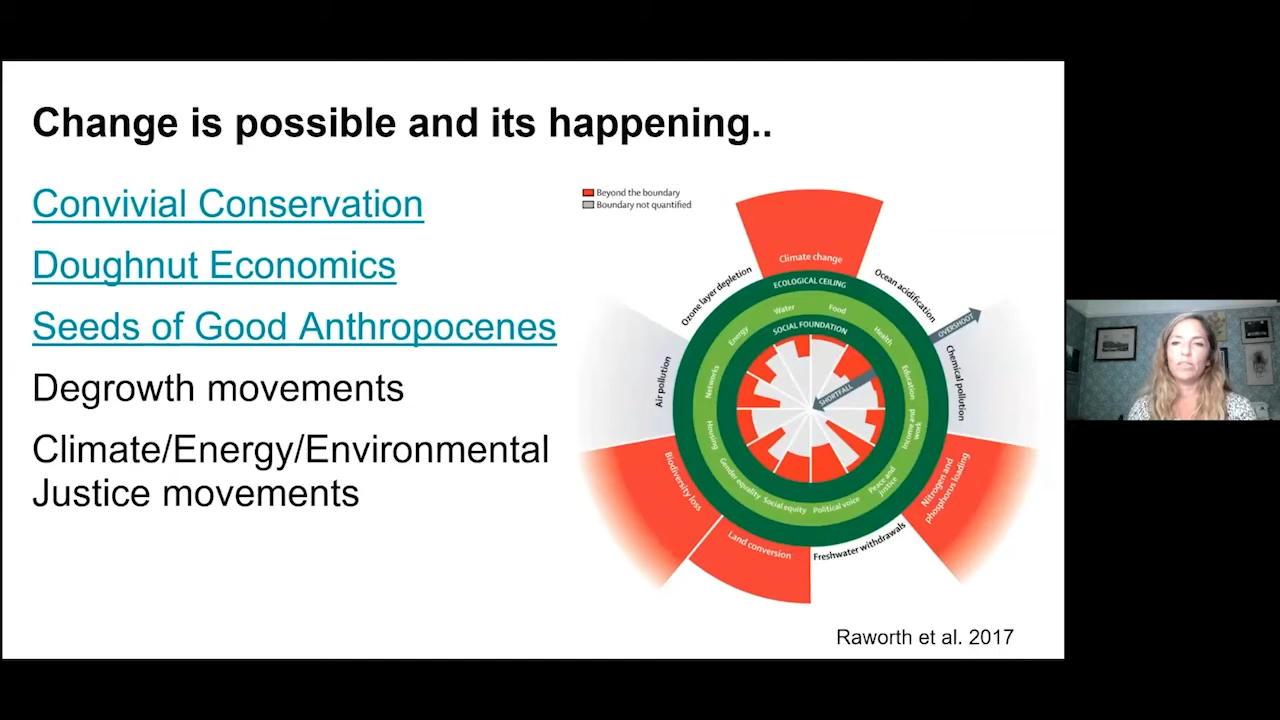 Change is possible and its happening..
Convivial Conservation
Doughnut Economics
Seeds of Good Anthropocenes
Degrowth movements
Climate/Energy/Environmental
Justice movements
Beyond the boundary
Boundary not quantified
Climate change
Ocean acidification
Chemical pollution
Nitrogen and
phosphorus loading
Freshwater withdrawals
Land conversion
Biodiversity loss
Air pollution
Ozone layer depletion
ECOLOGICAL CEILING
OVERSHOOT
Water
Food
Health
Education
Income and
work
Peace and
justice
Political voice
Social equity
Gender equality
Housing
Networks
Energy
SOCIAL FOUNDATION
SHORTFALL
Raworth et al. 2017